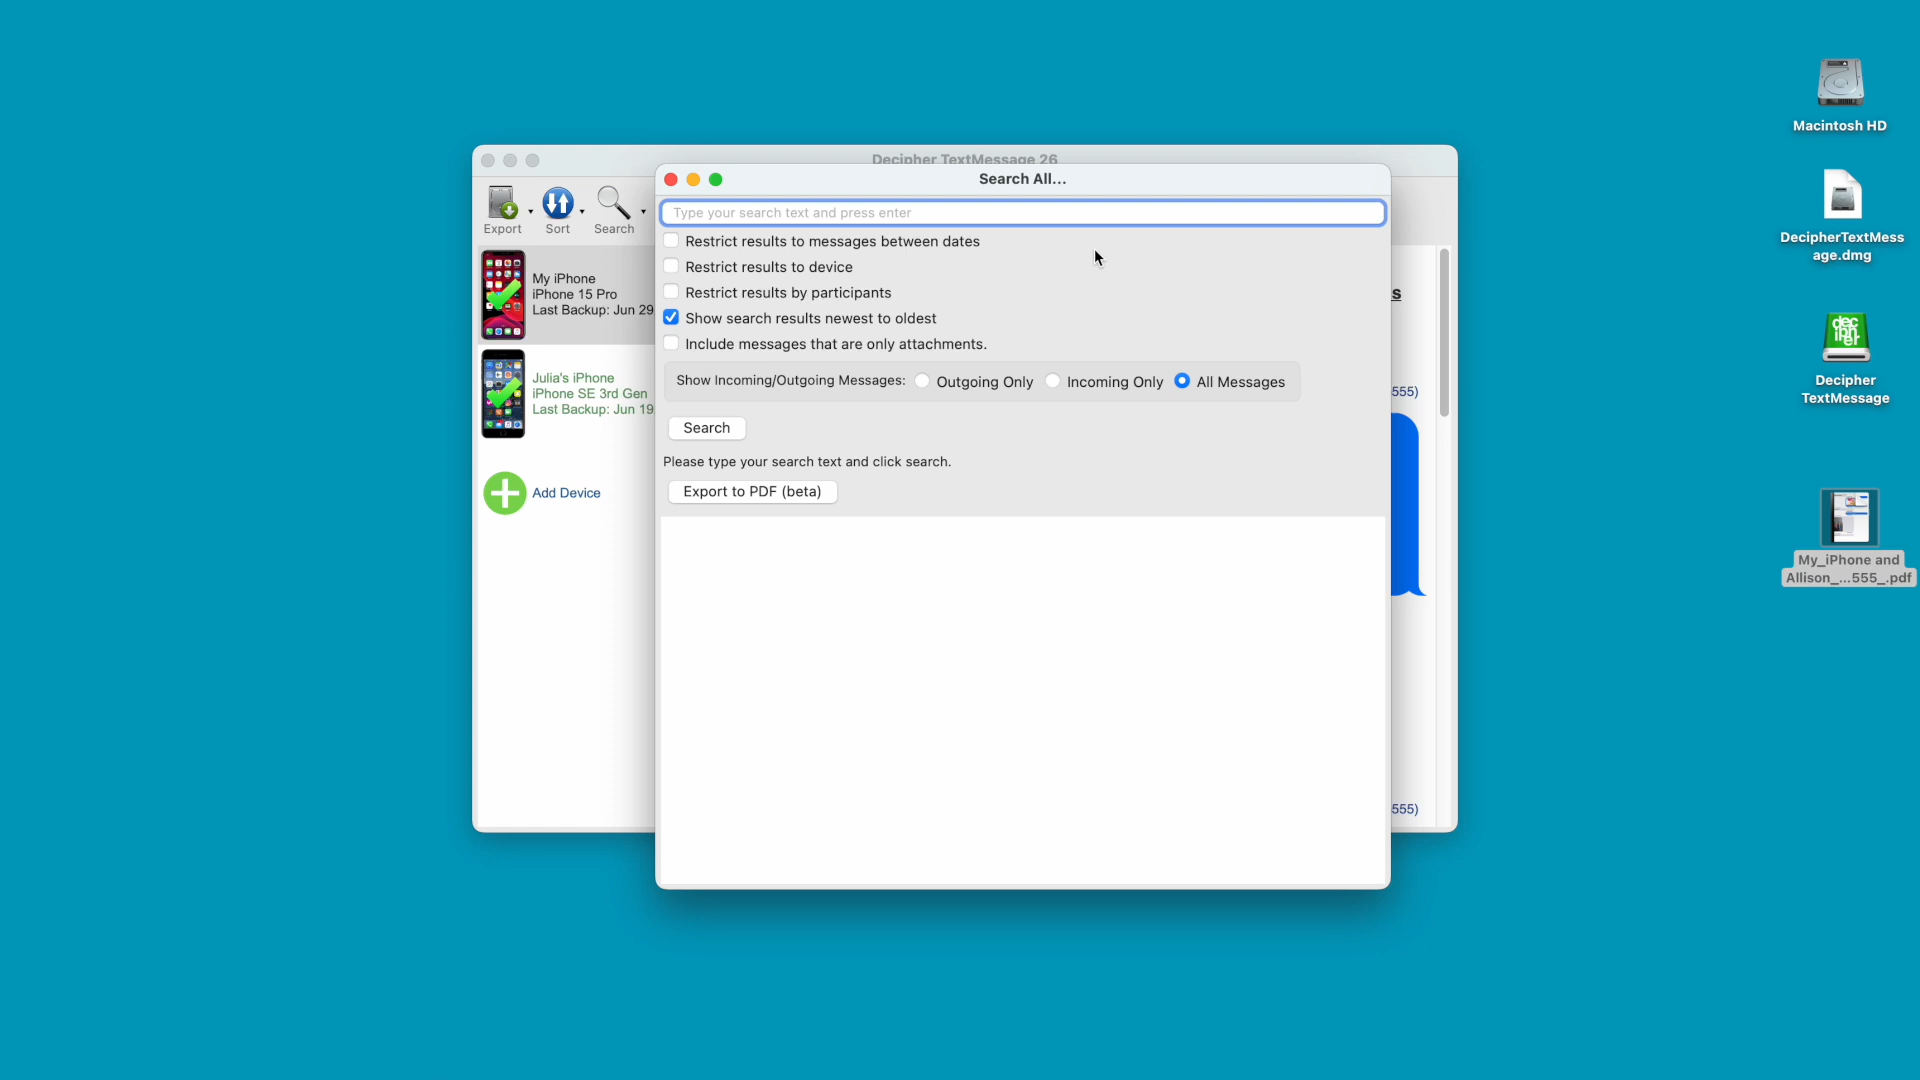 Decipher TextMessage 26
Search All...
Export
Sort
Search
Type your search text and press enter
Restrict results to messages between dates
Restrict results to device
Restrict results by participants
Show search results newest to oldest
Include messages that are only attachments.
Show Incoming/Outgoing Messages:
Outgoing Only
Incoming Only
All Messages
Search
Please type your search text and click search.
Export to PDF (beta)
My iPhone
iPhone 15 Pro
Last Backup: Jun 29
Julia's iPhone
iPhone SE 3rd Gen
Last Backup: Jun 19
Add Device
s
555)
555)
Macintosh HD
DecipherTextMess
age.dmg
dec
iph
er
Decipher
TextMessage
My_iPhone and
Allison_...555_.pdf